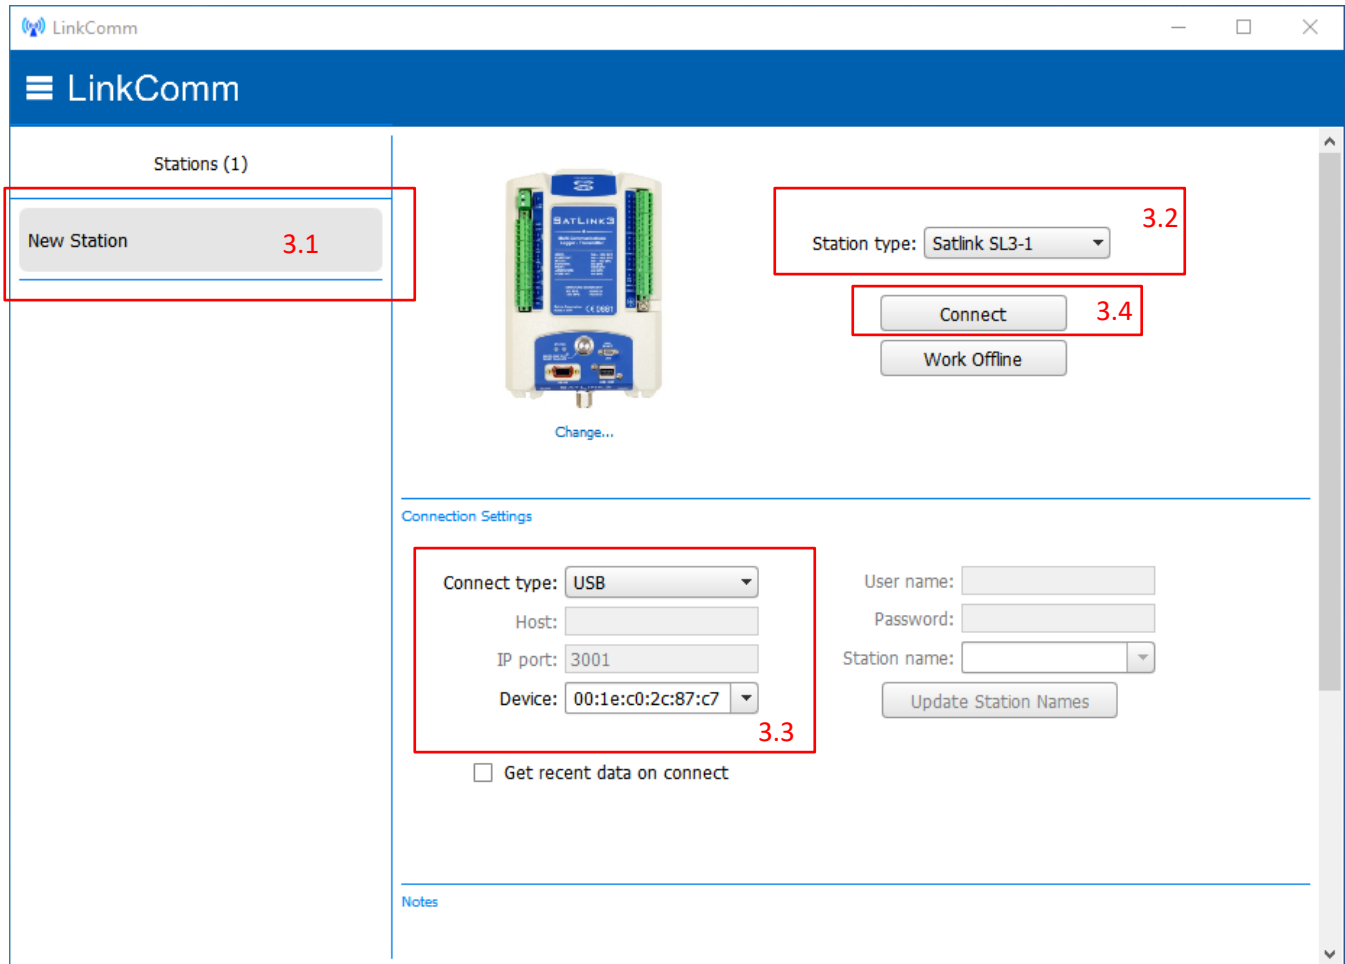 LinkComm
LinkComm
Stations (1)
New Station
3.1
SATLINK3
Change...
Station type: Satlink SL3-1
3.2
Connect
3.4
Work Offline
Connection Settings
Connect type: USB
Host:
IP port: 3001
Device: 00:1e:c0:2c:87:c7
3.3
Get recent data on connect
User name:
Password:
Station name:
Update Station Names
Notes